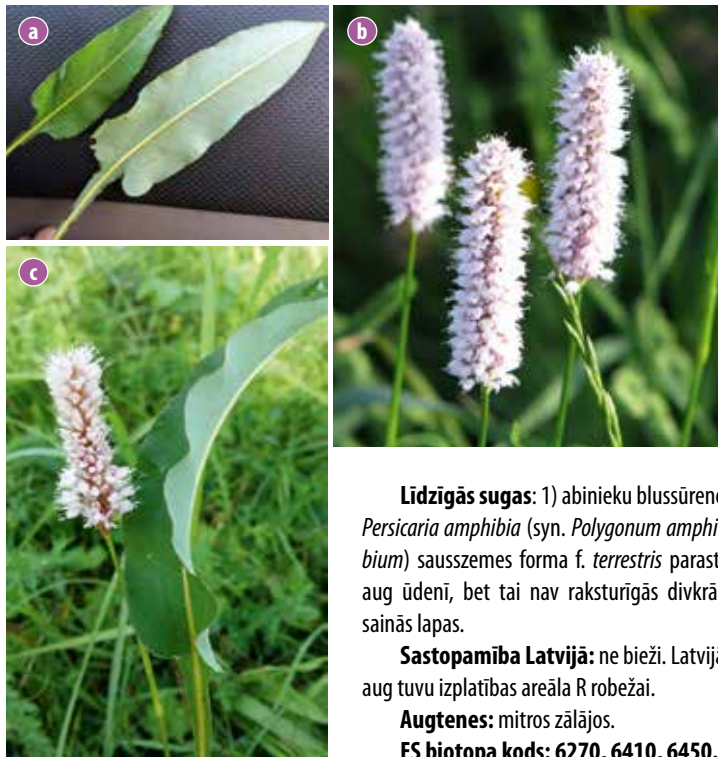 a
b
c
Līdzīgās sugas: 1) abinieku blussūrene
Persicaria amphibia (syn. Polygonum amphi
bium) sausszemes forma f. terrestris parast
aug ūdenī, bet tai nav raksturīgās divkrā
sainās lapas.
Sastopamība Latvijā: ne bieži. Latvijā
aug tuvu izplatības areāla R robežai.
Augtenes: mitros zālājos.
ES biotopa kods: 6270, 6410, 6450,